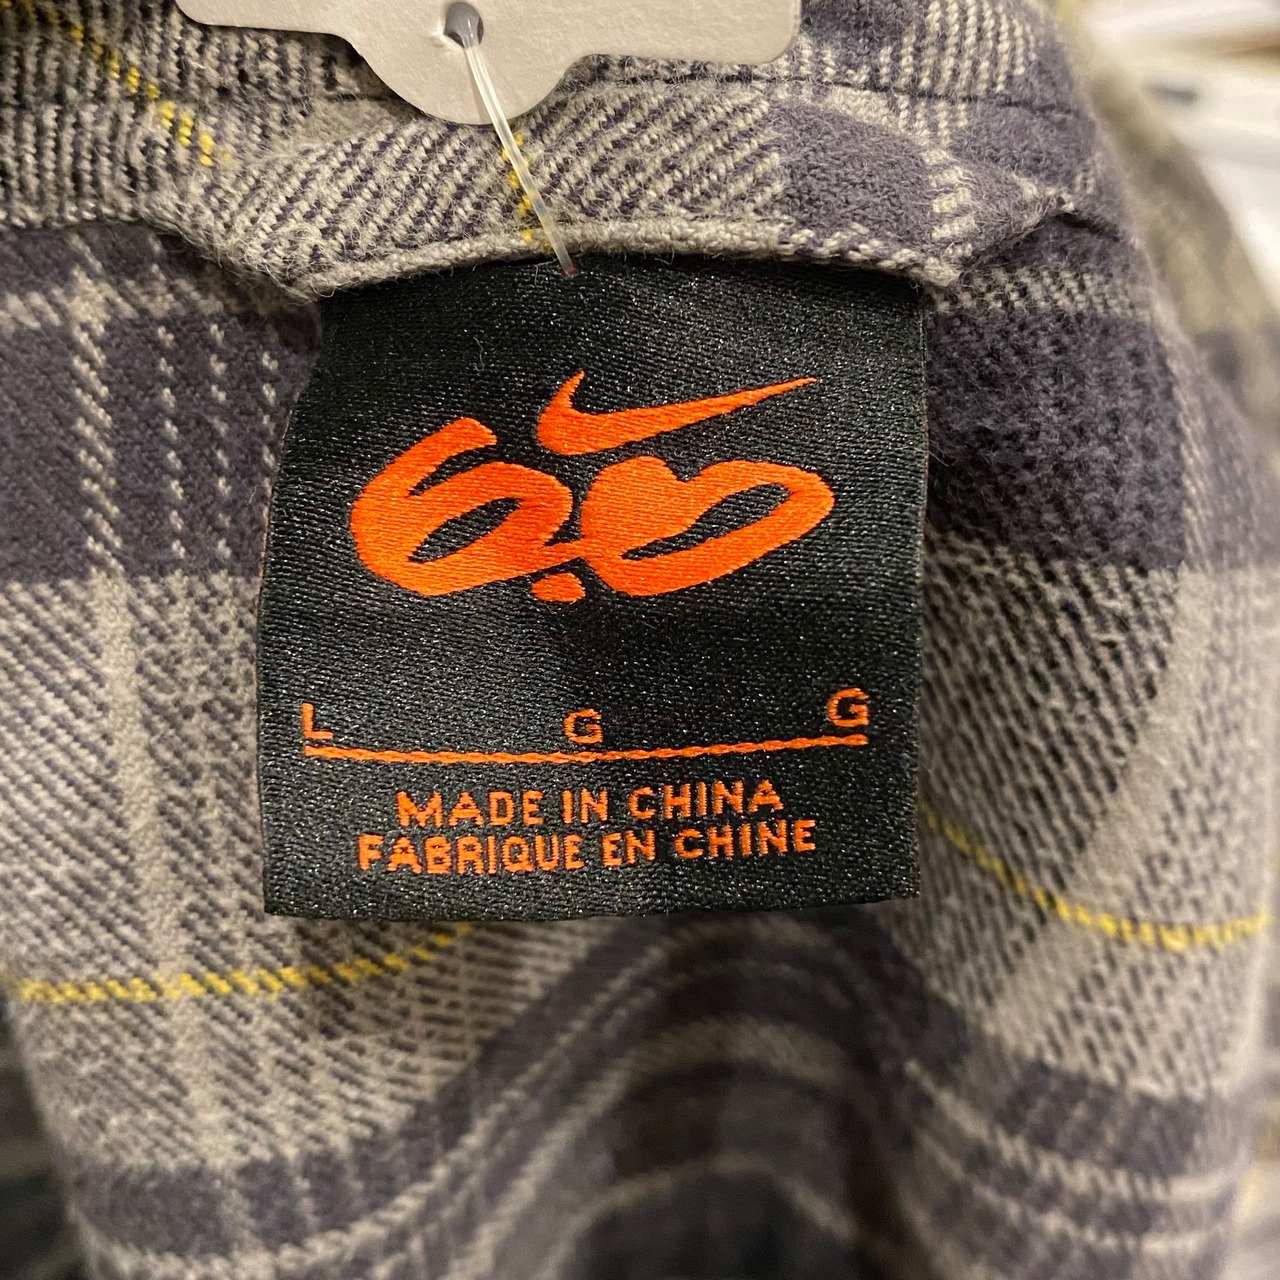 6.0
L G G
MADE IN CHINA
FABRIQUE EN CHINE